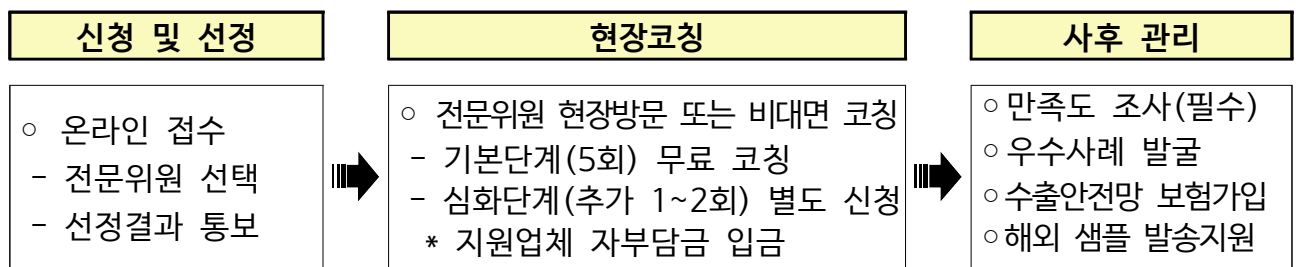 신청 및 선정
○ 온라인 접수
- 전문위원 선택
- 선정결과 통보
현장코칭
○ 전문위원 현장방문 또는 비대면 코칭
- 기본단계(5회) 무료 코칭
- 심화단계(추가 1~2회) 별도 신청
* 지원업체 자부담금 입금
사후 관리
○만족도 조사(필수)
○우수사례 발굴
○수출안전망 보험가입
○해외 샘플 발송지원